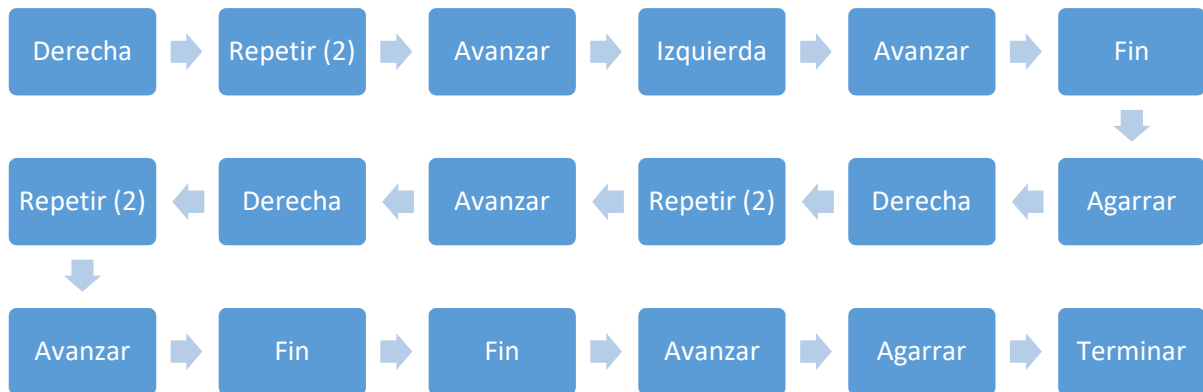 Derecha Repetir (2) Avanzar Izquierda Avanzar Fin
Agarrar Derecha Repetir (2) Avanzar Derecha Repetir (2)
Avanzar Fin Fin Avanzar Agarrar Terminar